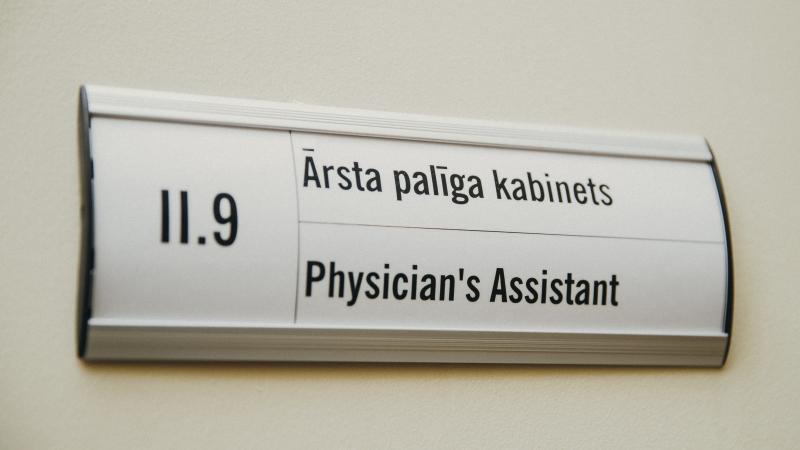 II.9
Ārsta palīga kabinets
Physician's Assistant